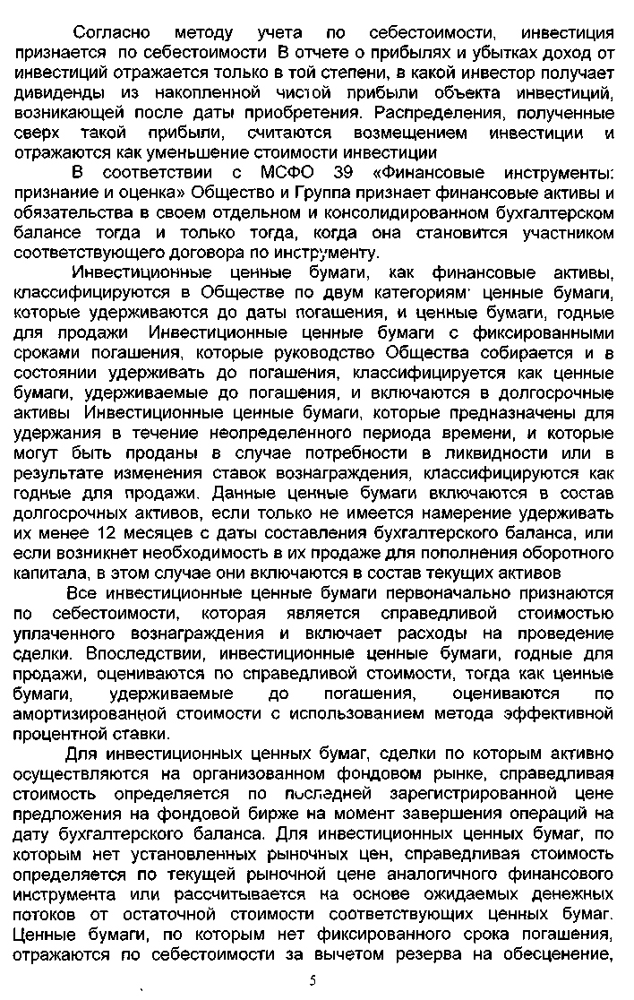 Согласно методу учета по себестоимости, инвестиция
признается по себестоимости В отчете о прибылях и убытках доход от
инвестиций отражается только в той степени, в какой инвестор получает
дивиденды из накопленной чистой прибыли объекта инвестиций,
возникающей после даты приобретения. Распределения, полученные
сверх такой прибыли, считаются возмещением инвестиции и
отражаются как уменьшение стоимости инвестиции
В соответствии с МСФО 39 «Финансовые инструменты:
признание и оценка» Общество и Группа признает финансовые активы и
обязательства в своем отдельном и консолидированном бухгалтерском
балансе тогда и только тогда, когда она становится участником
соответствующего договора по инструменту.
Инвестиционные ценные бумаги, как финансовые активы,
классифицируются в Обществе по двум категориям· ценные бумаги,
которые удерживаются до даты погашения, и ценные бумаги, годные
для продажи Инвестиционные ценные бумаги с фиксированными
сроками погашения, которые руководство Общества собирается и в
состоянии удерживать до погашения, классифицируется как ценные
бумаги, удерживаемые до погашения, и включаются в долгосрочные
активы Инвестиционные ценные бумаги, которые предназначены для
удержания в течение неопределенного периода времени, и которые
могут быть проданы в случае потребности в ликвидности или в
результате изменения ставок вознаграждения, классифицируются как
годные для продажи. Данные ценные бумаги включаются в состав
долгосрочных активов, если только не имеется намерение удерживать
их менее 12 месяцев с даты составления бухгалтерского баланса, или
если возникнет необходимость в их продаже для пополнения оборотного
капитала, в этом случае они включаются в состав текущих активов
Все инвестиционные ценные бумаги первоначально признаются
по себестоимости, которая является справедливой стоимостью
уплаченного вознаграждения и включает расходы на проведение
сделки. Впоследствии, инвестиционные ценные бумаги, годные для
продажи, оцениваются по справедливой стоимости, тогда как ценные
бумаги, удерживаемые до погашения, оцениваются по
амортизированной стоимости с использованием метода эффективной
процентной ставки.
Для инвестиционных ценных бумаг, сделки по которым активно
осуществляются на организованном фондовом рынке, справедливая
стоимость определяется по последней зарегистрированной цене
предложения на фондовой бирже на момент завершения операций на
дату бухгалтерского баланса. Для инвестиционных ценных бумаг, по
которым нет установленных рыночных цен, справедливая стоимость
определяется по текущей рыночной цене аналогичного финансового
инструмента или рассчитывается на основе ожидаемых денежных
потоков от остаточной стоимости соответствующих ценных бумаг.
Ценные бумаги, по которым нет фиксированного срока погашения,
отражаются по себестоимости за вычетом резерва на обесценение,
5